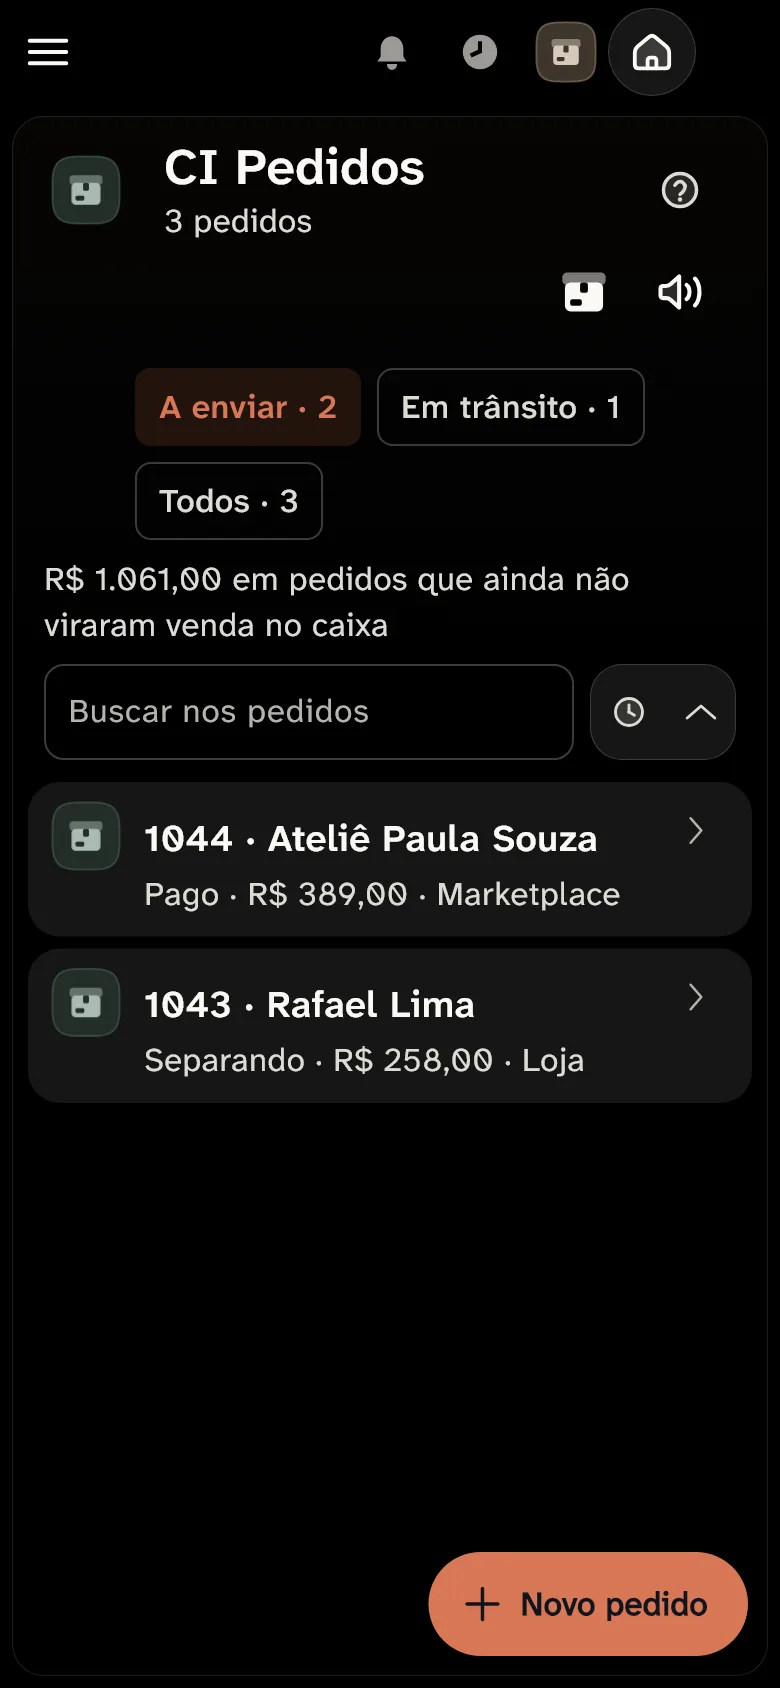 CI Pedidos
3 pedidos
A enviar · 2
Em trânsito · 1
Todos · 3
R$ 1.061,00 em pedidos que ainda não
viraram venda no caixa
Buscar nos pedidos
1044 · Ateliê Paula Souza
Pago · R$ 389,00 · Marketplace
1043 · Rafael Lima
Separando · R$ 258,00 · Loja
Novo pedido